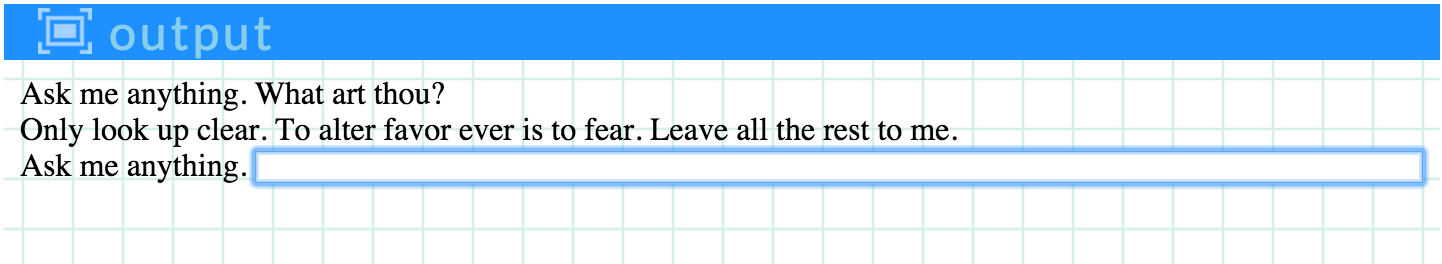 output
Ask me anything. What art thou?
Only look up clear. To alter favor ever is to fear. Leave all the rest to me.
Ask me anything.